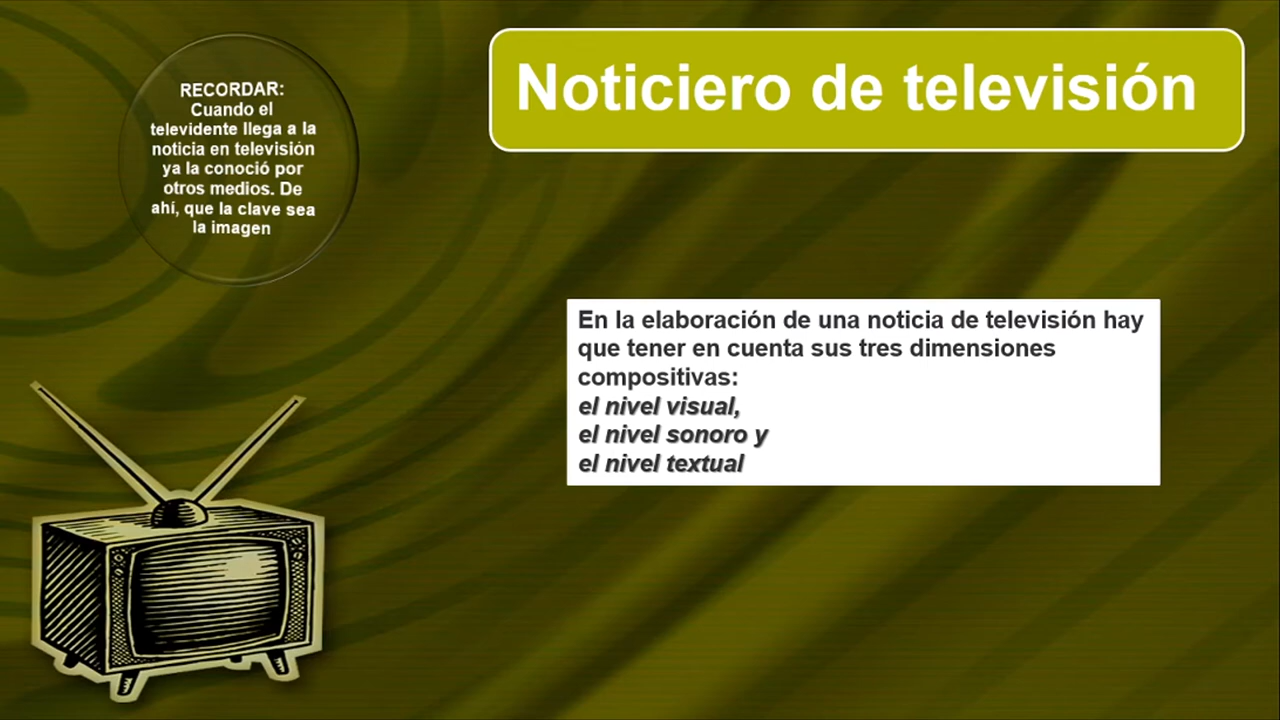 RECORDAR:
Cuando el
televidente llega a la
noticia en televisión
ya la conoció por
otros medios. De
ahí, que la clave sea
la imagen
Noticiero de televisión
En la elaboración de una noticia de televisión hay
que tener en cuenta sus tres dimensiones
compositivas:
el nivel visual,
el nivel sonoro y
el nivel textual